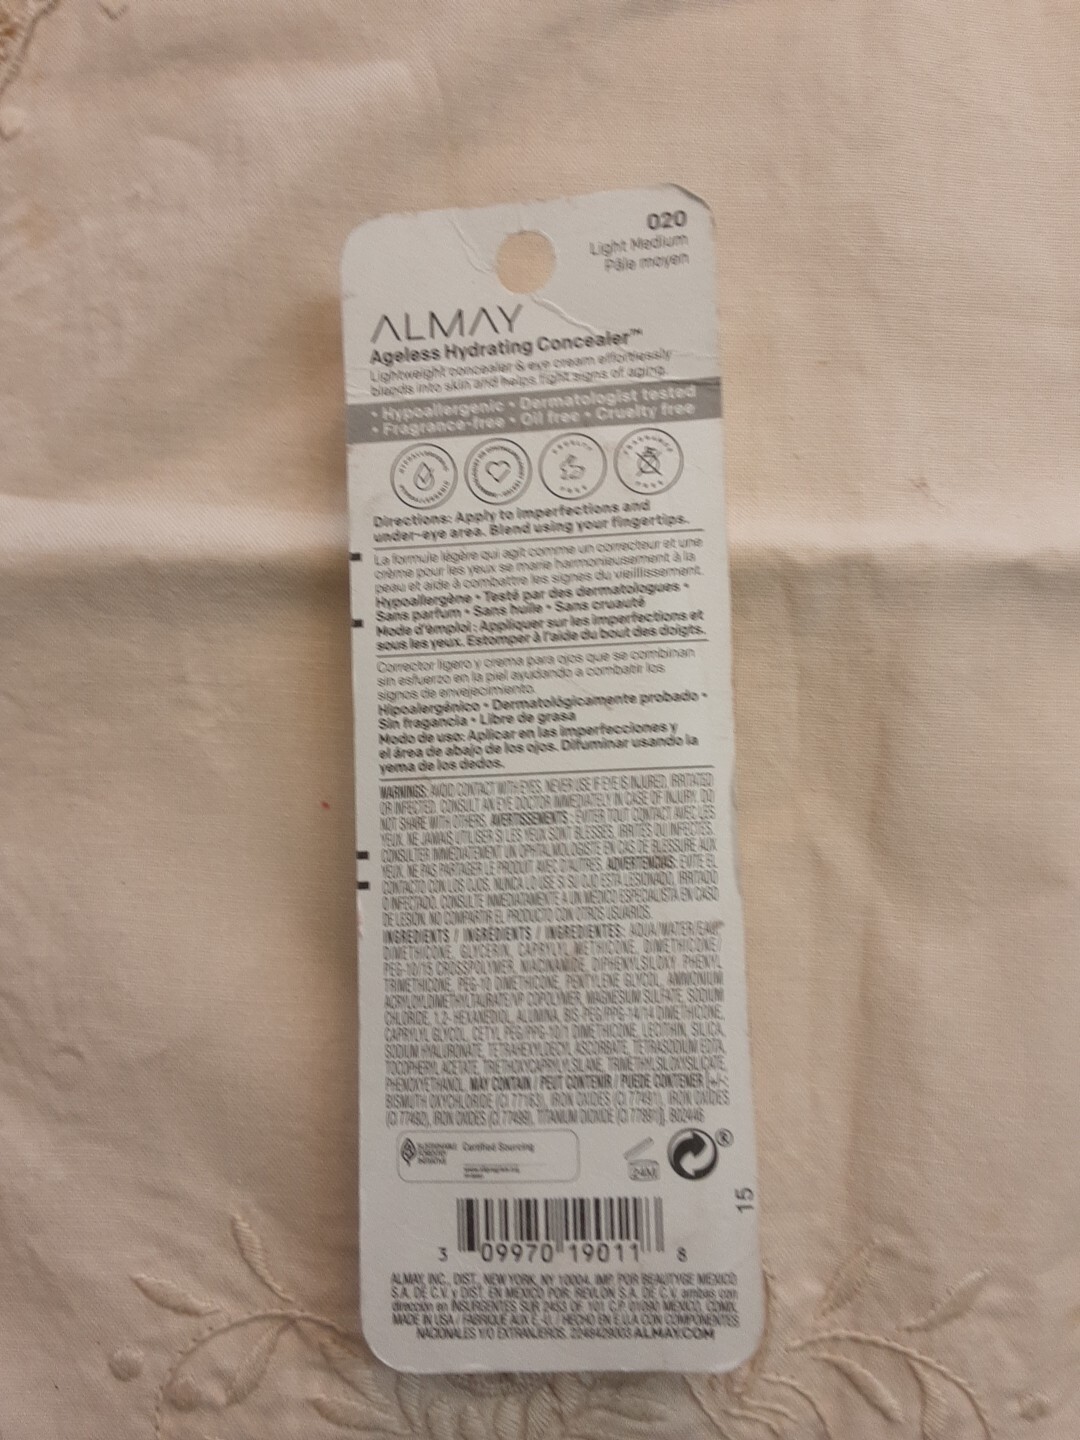 020
Light Medium
Pâle moyen
ALMAY
Ageless Hydrating Concealer™
Lightweight concealer & eye cream effortlessly
blends into skin and helps fight signs of aging.
• Hypoallergenic • Dermatologist tested
• Fragrance-free • Oil free • Cruelty free
Directions: Apply to imperfections and
under-eye area. Blend using your fingertips.
La formule légère qui agit comme un correcteur et une
crème pour les yeux se marie harmonieusement à la
peau et aide à combattre les signes du vieillissement.
Hypoallergène • Testé par des dermatologues •
Sans parfum • Sans huile • Sans cruauté
Mode d'emploi : Appliquer sur les imperfections et
sous les yeux. Estomper à l'aide du bout des doigts.
Corrector ligero y crema para ojos que se combinan
sin esfuerzo en la piel ayudando a combatir los
signos de envejecimiento.
Hipoalergénico • Dermatológicamente probado •
Sin fragancia • Libre de grasa
Modo de uso: Aplicar en las imperfecciones y
el área de abajo de los ojos. Difuminar usando la
yema de los dedos.
WARNINGS: AVOID CONTACT WITH EYES. NEVER USE IF EYE IS INJURED, IRRITATED
OR INFECTED. CONSULT AN EYE DOCTOR IMMEDIATELY IN CASE OF INJURY. DO
NOT SHARE WITH OTHERS. AVERTISSEMENTS : ÉVITER TOUT CONTACT AVEC LES
YEUX. NE JAMAIS UTILISER SI LES YEUX SONT BLESSÉS, IRRITÉS OU INFECTÉS.
CONSULTER IMMÉDIATEMENT UN OPHTALMOLOGISTE EN CAS DE BLESSURE AUX
YEUX. NE PAS PARTAGER LE PRODUIT AVEC D'AUTRES. ADVERTENCIAS: EVITE EL
CONTACTO CON LOS OJOS. NUNCA LO USE SI SU OJO ESTA LESIONADO, IRRITADO
O INFECTADO. CONSULTE INMEDIATAMENTE A UN MEDICO ESPECIALISTA EN CASO
DE LESION. NO COMPARTIR EL PRODUCTO CON OTROS USUARIOS.
INGREDIENTS / INGRÉDIENTS / INGREDIENTES: AQUA/WATER/EAU,
DIMETHICONE, GLYCERIN, CAPRYLYL METHICONE, DIMETHICONE/
PEG-10/15 CROSSPOLYMER, NIACINAMIDE, DIPHENYLSILOXY PHENYL
TRIMETHICONE, PEG-10 DIMETHICONE, PENTYLENE GLYCOL, AMMONIUM
ACRYLOYLDIMETHYLTAURATE/VP COPOLYMER, MAGNESIUM SULFATE, SODIUM
CHLORIDE, 1,2- HEXANEDIOL, ALUMINA, BIS-PEG/PPG-14/14 DIMETHICONE,
CAPRYLYL GLYCOL, CETYL PEG/PPG-10/1 DIMETHICONE, LECITHIN, SILICA,
SODIUM HYALURONATE, TETRAHEXYLDECYL ASCORBATE, TETRASODIUM EDTA,
TOCOPHERYL ACETATE, TRIETHOXYCAPRYLYLSILANE, TRIMETHYLSILOXYSILICATE,
PHENOXYETHANOL. MAY CONTAIN / PEUT CONTENIR / PUEDE CONTENER [+/-:
BISMUTH OXYCHLORIDE (CI 77163), IRON OXIDES (CI 77491), IRON OXIDES
(CI 77492), IRON OXIDES (CI 77499), TITANIUM DIOXIDE (CI 77891)]. 802446
SUSTAINABLE
FORESTRY
INITIATIVE
Certified Sourcing
24M
®
15
3 09970 19011 8
ALMAY, INC., DIST., NEW YORK, NY 10004. IMP. POR BEAUTYGE MEXICO
S.A. DE C.V. y DIST. EN MEXICO POR: REVLON S.A. DE C.V. ambas con
dirección en INSURGENTES SUR 2453 OF 101 C.P. 01090 MEXICO, CDMX.
MADE IN USA / FABRIQUÉ AUX É.-U. / HECHO EN E.U.A CON COMPONENTES
NACIONALES Y/O EXTRANJEROS. 2248429003 ALMAY.COM